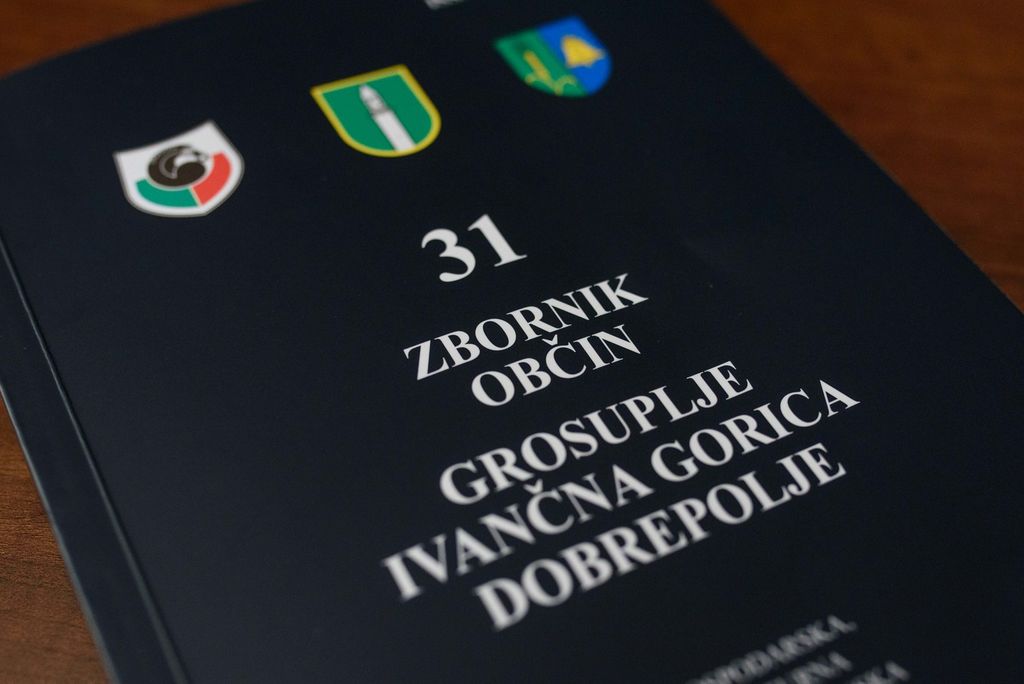 31
ZBORNIK
OBČIN
GROSUPLJE
IVANČNA GORICA
DOBREPOLJE